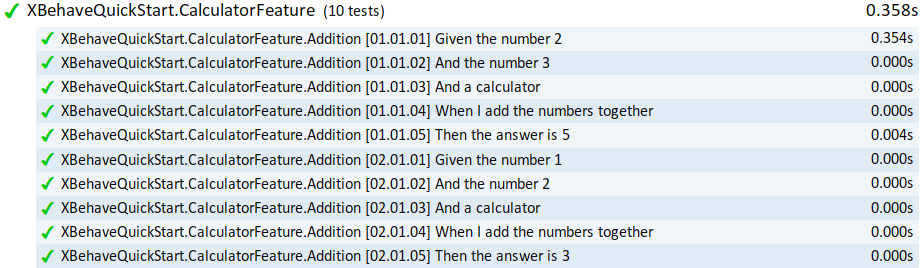 XBehaveQuickStart.CalculatorFeature (10 tests) 0.358s
XBehaveQuickStart.CalculatorFeature.Addition [01.01.01] Given the number 2 0.354s
XBehaveQuickStart.CalculatorFeature.Addition [01.01.02] And the number 3 0.000s
XBehaveQuickStart.CalculatorFeature.Addition [01.01.03] And a calculator 0.000s
XBehaveQuickStart.CalculatorFeature.Addition [01.01.04] When I add the numbers together 0.000s
XBehaveQuickStart.CalculatorFeature.Addition [01.01.05] Then the answer is 5 0.004s
XBehaveQuickStart.CalculatorFeature.Addition [02.01.01] Given the number 1 0.000s
XBehaveQuickStart.CalculatorFeature.Addition [02.01.02] And the number 2 0.000s
XBehaveQuickStart.CalculatorFeature.Addition [02.01.03] And a calculator 0.000s
XBehaveQuickStart.CalculatorFeature.Addition [02.01.04] When I add the numbers together 0.000s
XBehaveQuickStart.CalculatorFeature.Addition [02.01.05] Then the answer is 3 0.000s